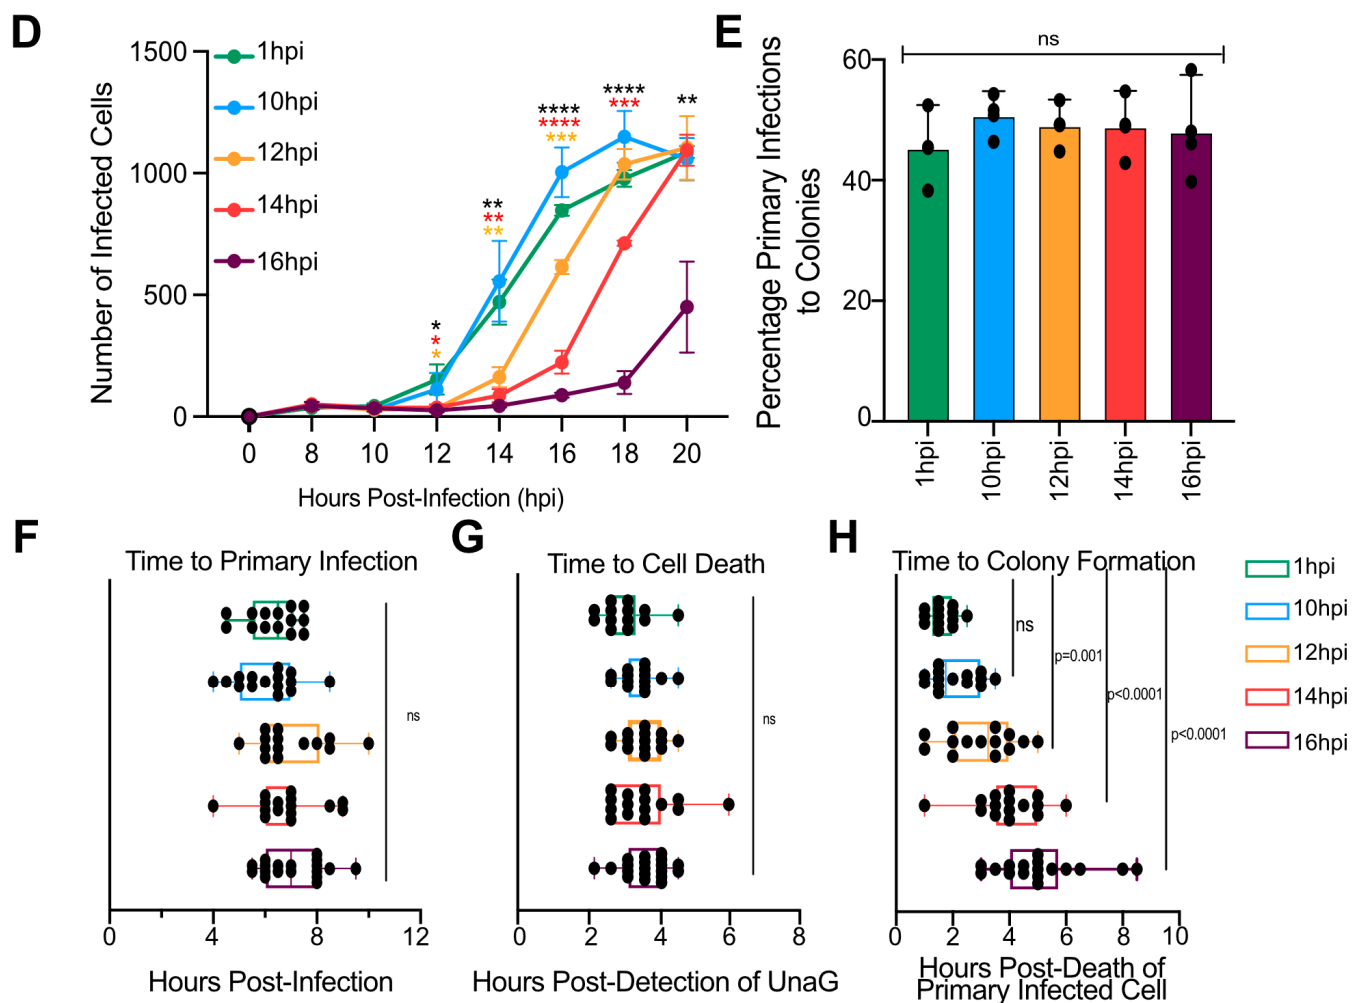 D
1500
1000
500
0
Number of Infected Cells
1hpi
10hpi
12hpi
14hpi
16hpi
*
*
*
**
**
**
****
****
***
****
***
**
0 8 10 12 14 16 18 20
Hours Post-Infection (hpi)
E
Percentage Primary Infections
to Colonies
60
40
20
0
ns
1hpi
10hpi
12hpi
14hpi
16hpi
F
Time to Primary Infection
ns
0 4 8 12
Hours Post-Infection
G
Time to Cell Death
ns
0 2 4 6 8
Hours Post-Detection of UnaG
H
Time to Colony Formation
ns
p=0.001
p<0.0001
p<0.0001
0 2 4 6 8 10
Hours Post-Death of
Primary Infected Cell
1hpi
10hpi
12hpi
14hpi
16hpi